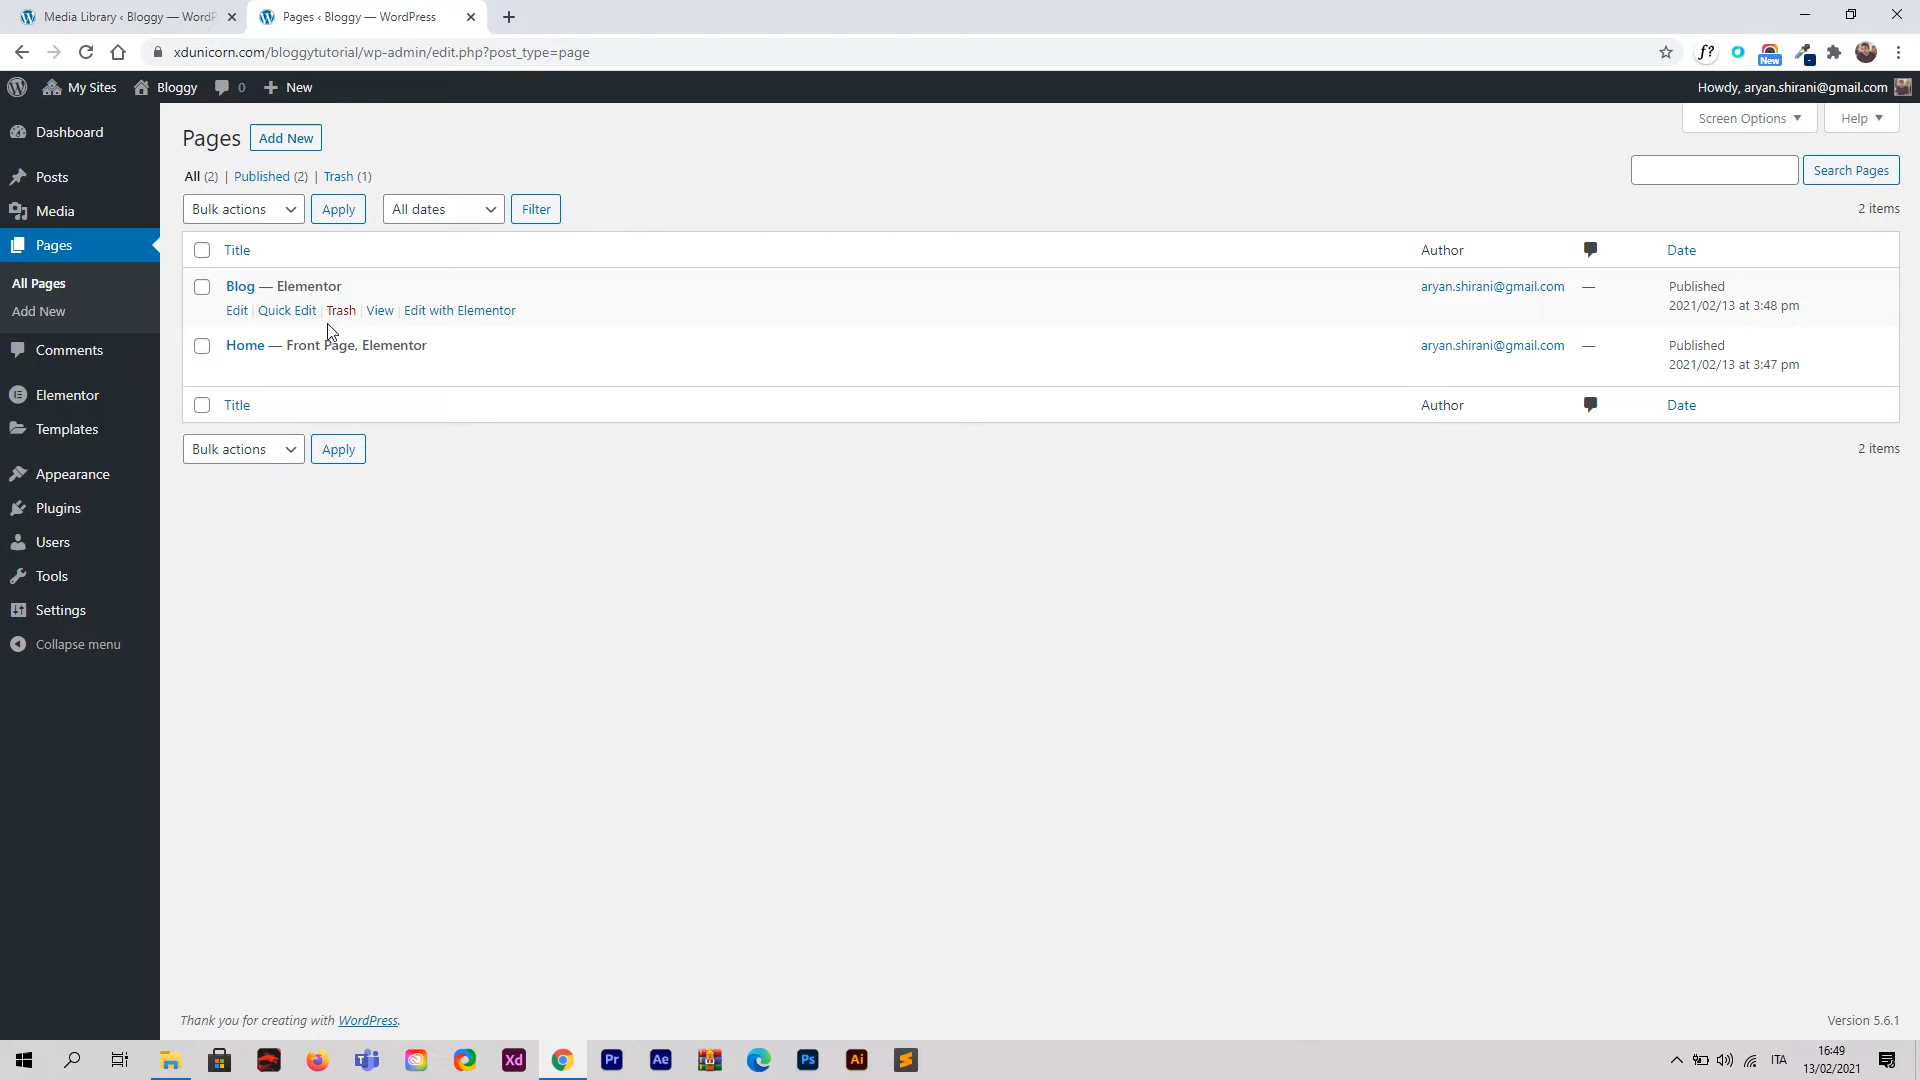 Media Library ‹ Bloggy — WordP
Pages ‹ Bloggy — WordPress
xdunicorn.com/bloggytutorial/wp-admin/edit.php?post_type=page
f?
New
My Sites
Bloggy
0
New
Howdy, aryan.shirani@gmail.com
Dashboard
Posts
Media
Pages
All Pages
Add New
Comments
Elementor
Templates
Appearance
Plugins
Users
Tools
Settings
Collapse menu
Screen Options
Help
Pages
Add New
All (2) | Published (2) | Trash (1)
Search Pages
Bulk actions
Apply
All dates
Filter
2 items
Title
Author
Date
Blog — Elementor
aryan.shirani@gmail.com
—
Published
2021/02/13 at 3:48 pm
Edit | Quick Edit | Trash | View | Edit with Elementor
Home — Front Page, Elementor
aryan.shirani@gmail.com
—
Published
2021/02/13 at 3:47 pm
Title
Author
Date
Bulk actions
Apply
2 items
Thank you for creating with WordPress.
Version 5.6.1
Xd
Pr
Ae
Ps
Ai
ITA
16:49
13/02/2021